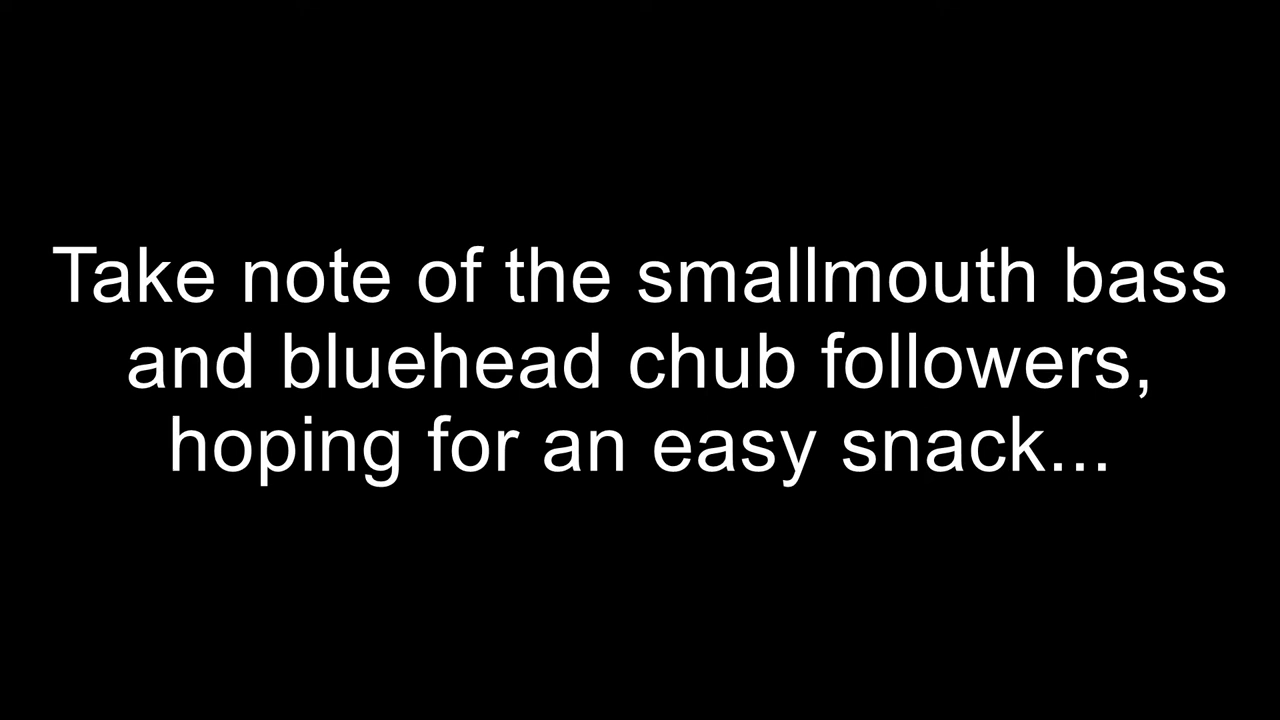 Take note of the smallmouth bass
and bluehead chub followers,
hoping for an easy snack...